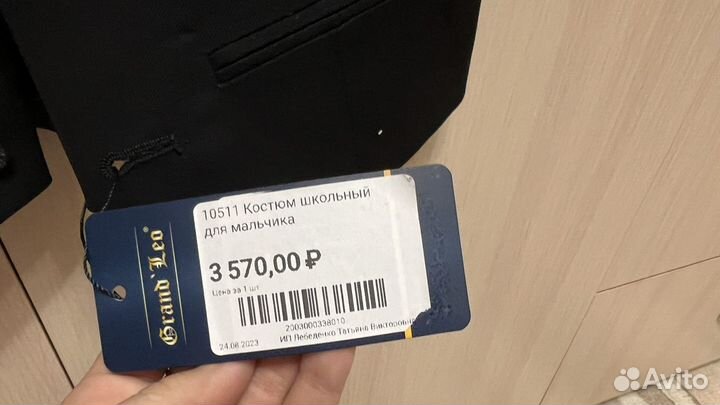 10511 Костюм школьный
для мальчика
3 570,00 ₽
Цена за 1 шт
2003000338010
24.08.2023
ИП Лебеденко Татьяна Викторовна
Grand`Leo®
Avito